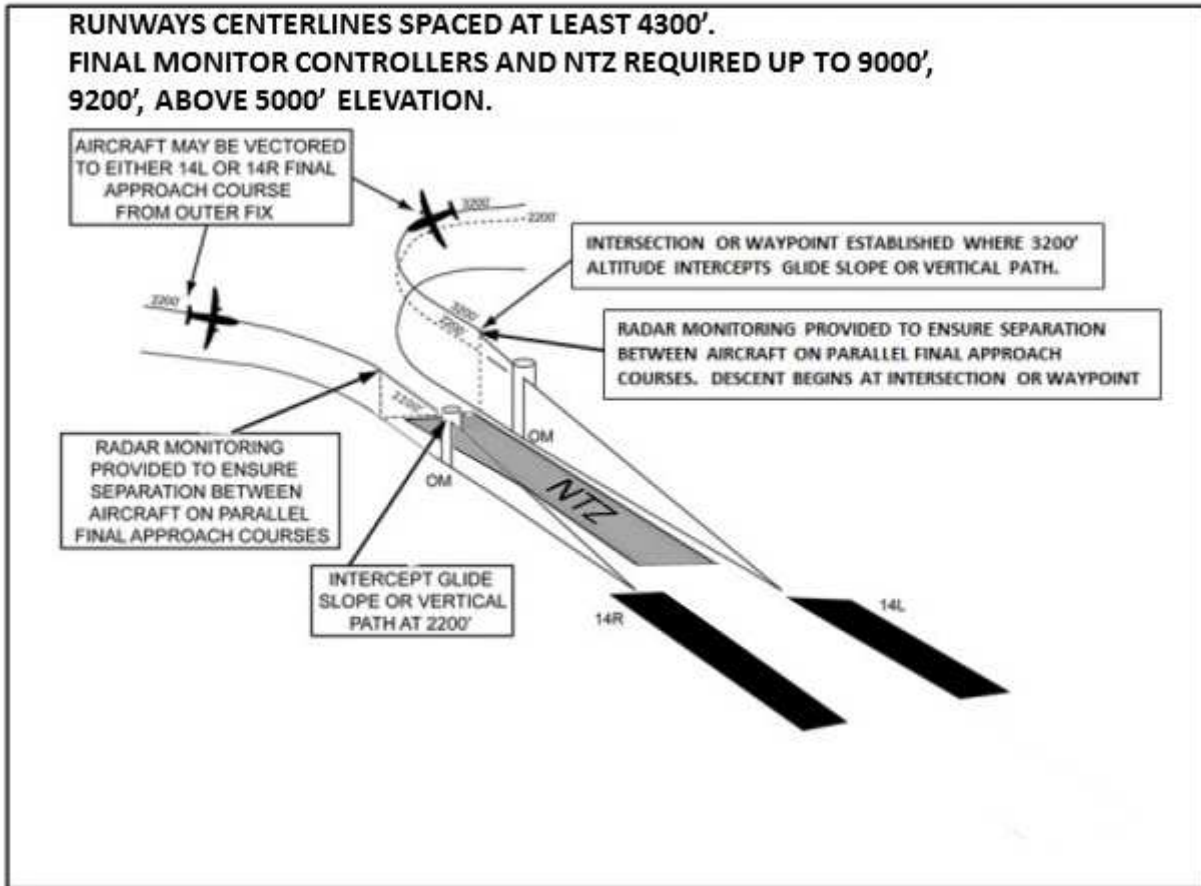 RUNWAYS CENTERLINES SPACED AT LEAST 4300’.
FINAL MONITOR CONTROLLERS AND NTZ REQUIRED UP TO 9000’,
9200’, ABOVE 5000’ ELEVATION.
AIRCRAFT MAY BE VECTORED
TO EITHER 14L OR 14R FINAL
APPROACH COURSE
FROM OUTER FIX
3200'
2200'
INTERSECTION OR WAYPOINT ESTABLISHED WHERE 3200'
ALTITUDE INTERCEPTS GLIDE SLOPE OR VERTICAL PATH.
2200'
3200'
2200'
RADAR MONITORING PROVIDED TO ENSURE SEPARATION
BETWEEN AIRCRAFT ON PARALLEL FINAL APPROACH
COURSES. DESCENT BEGINS AT INTERSECTION OR WAYPOINT
2200'
OM
RADAR MONITORING
PROVIDED TO ENSURE
SEPARATION BETWEEN
AIRCRAFT ON PARALLEL
FINAL APPROACH COURSES
OM
NTZ
INTERCEPT GLIDE
SLOPE OR VERTICAL
PATH AT 2200'
14R
14L